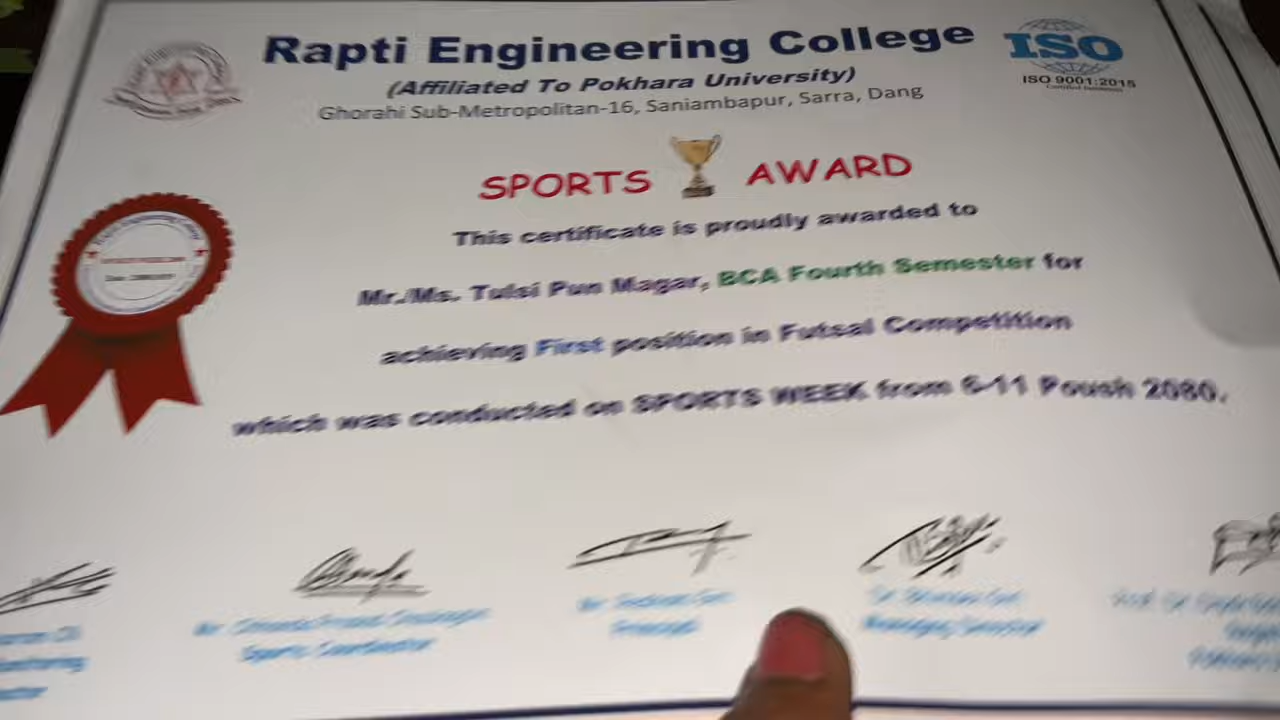 Rapti Engineering College
(Affiliated To Pokhara University)
Ghorahi Sub-Metropolitan-16, Saniambapur, Sarra, Dang
ISO
ISO 9001:2015
Certified
SPORTS AWARD
This certificate is proudly awarded to
Mr./Ms. Tulsi Pun Magar, BCA Fourth Semester for
achieving First position in Futsal Competition
which was conducted on SPORTS WEEK from 6-11 Poush 2080.
Sports Coordinator
Principal